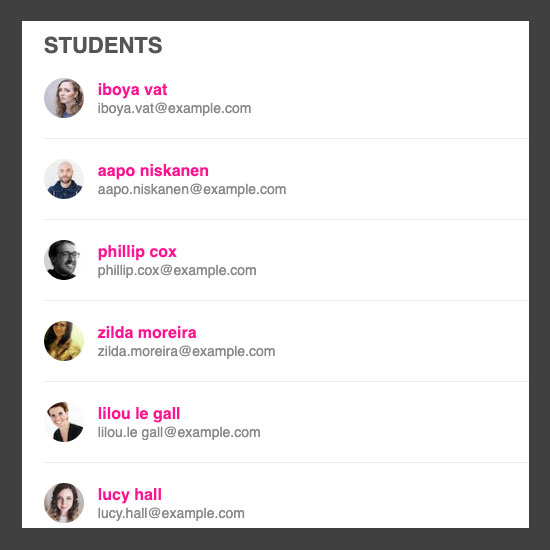 STUDENTS
iboya vat
iboya.vat@example.com
aapo niskanen
aapo.niskanen@example.com
phillip cox
phillip.cox@example.com
zilda moreira
zilda.moreira@example.com
lilou le gall
lilou.le gall@example.com
lucy hall
lucy.hall@example.com